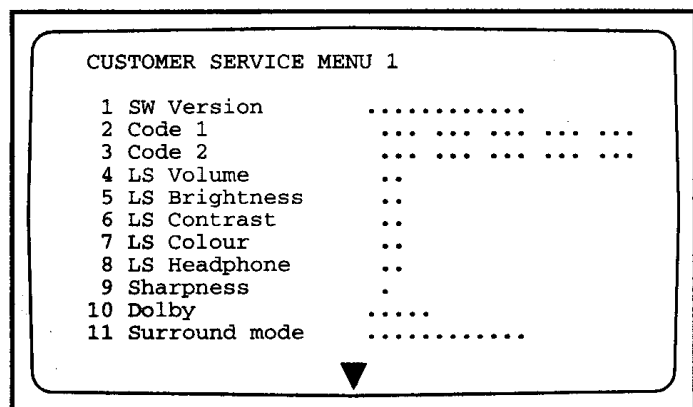 CUSTOMER SERVICE MENU 1
1 SW Version ............
2 Code 1 ... ... ... ... ...
3 Code 2 ... ... ... ... ...
4 LS Volume ..
5 LS Brightness ..
6 LS Contrast ..
7 LS Colour ..
8 LS Headphone ..
9 Sharpness .
10 Dolby .....
11 Surround mode ............